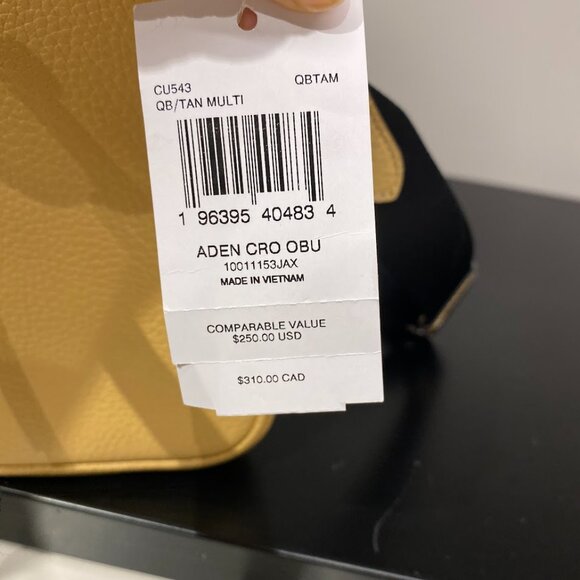 CU543 QBTAM
QB/TAN MULTI
1 96395 40483 4
ADEN CRO OBU
10011153JAX
MADE IN VIETNAM
COMPARABLE VALUE
$250.00 USD
$310.00 CAD